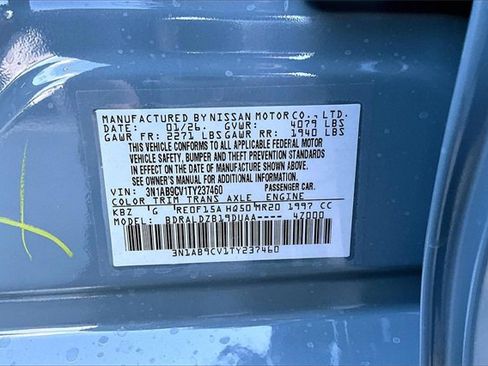 MANUFACTURED BY NISSAN MOTOR CO., LTD.
DATE: 01/26. GVWR: 4079 LBS
GAWR FR: 2271 LBS GAWR RR: 1940 LBS
THIS VEHICLE CONFORMS TO ALL APPLICABLE FEDERAL MOTOR
VEHICLE SAFETY, BUMPER AND THEFT PREVENTION STANDARDS
IN EFFECT ON THE DATE OF MANUFACTURE SHOWN ABOVE.
SEE OWNER'S MANUAL FOR ADDITIONAL INFORMATION.
VIN: 3N1AB9CV1TY237460 PASSENGER CAR.
COLOR TRIM TRANS AXLE ENGINE
KBZ G RE0F15A HQ50 MR20 1997 CC
MODEL: BDRALDZB19DUAA---- 4Z000
3N1AB9CV1TY237460